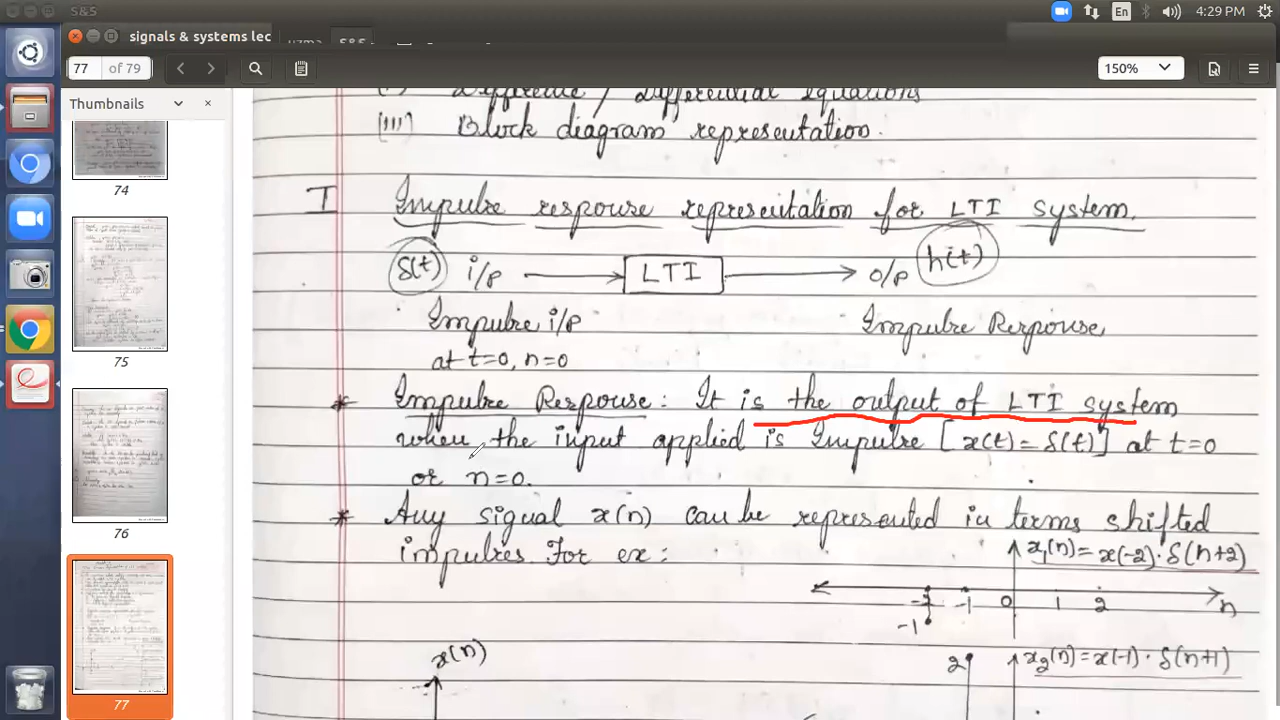 S&S
En
4:29 PM
signals & systems lec
S&S
77
of 79
150%
Thumbnails
74
75
76
77
Difference / Differential equations
(III) Block diagram representation.
I Impulse response representation for LTI system.
δ(t) i/p LTI o/p h(t)
Impulse i/p Impulse Response
at t=0, n=0
* Impulse Response: It is the output of LTI system
when the input applied is Impulse [x(t)=δ(t)] at t=0
or n=0.
* Any signal x(n) can be represented in terms shifted
impulses For ex:
x1(n)=x(-2)·δ(n+2)
-2 -1 0 1 2 n
-1
x(n)
2 x2(n)=x(-1)·δ(n+1)